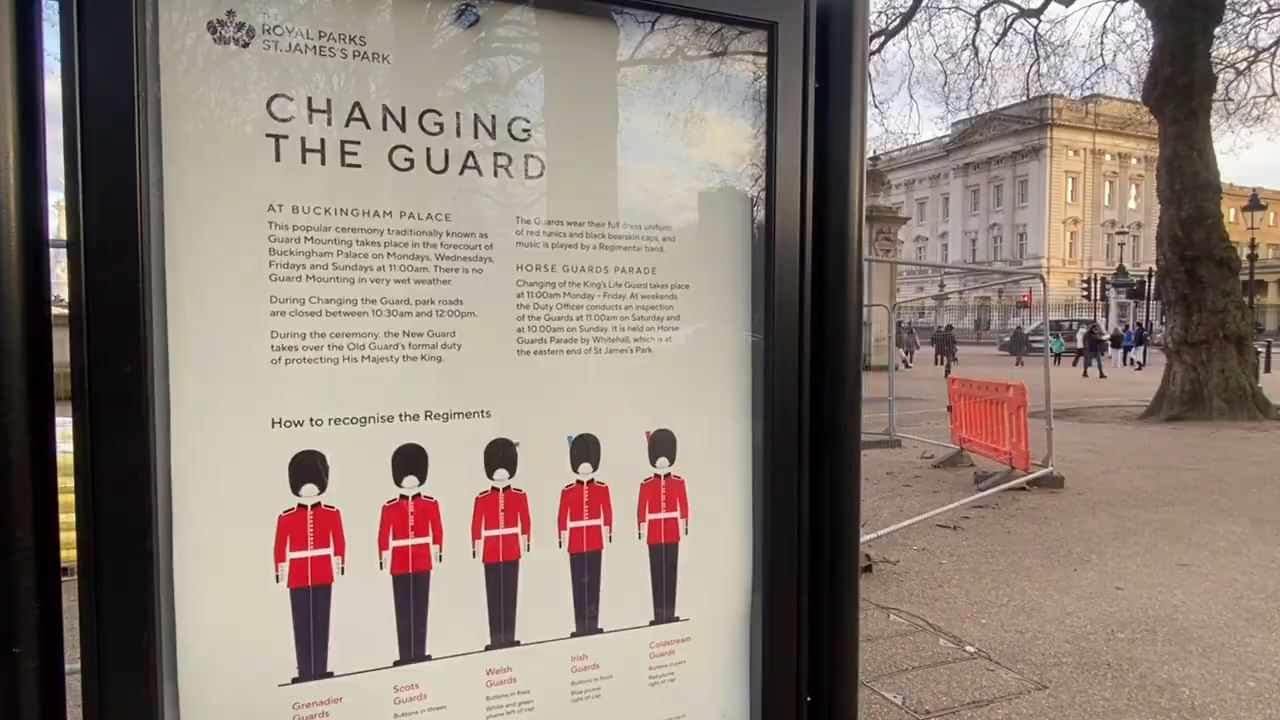 THE
ROYAL PARKS
ST. JAMES'S PARK
CHANGING
THE GUARD
AT BUCKINGHAM PALACE
This popular ceremony traditionally known as
Guard Mounting takes place in the forecourt of
Buckingham Palace on Mondays, Wednesdays,
Fridays and Sundays at 11:00am. There is no
Guard Mounting in very wet weather.
During Changing the Guard, park roads
are closed between 10:30am and 12:00pm.
During the ceremony, the New Guard
takes over the Old Guard's formal duty
of protecting His Majesty the King.
The Guards wear their full dress uniform
of red tunics and black bearskin caps, and
music is played by a Regimental band.
HORSE GUARDS PARADE
Changing of the King's Life Guard takes place
at 11:00am Monday – Friday. At weekends
the Duty Officer conducts an inspection
of the Guards at 11.00am on Saturday and
at 10.00am on Sunday. It is held on Horse
Guards Parade by Whitehall, which is at
the eastern end of St James's Park.
How to recognise the Regiments
Grenadier
Guards
Scots
Guards
Buttons in threes
Welsh
Guards
Buttons in fives
White and green
plume left of cap
Irish
Guards
Buttons in fours
Blue plume
right of cap
Coldstream
Guards
Buttons in pairs
Red plume
right of cap